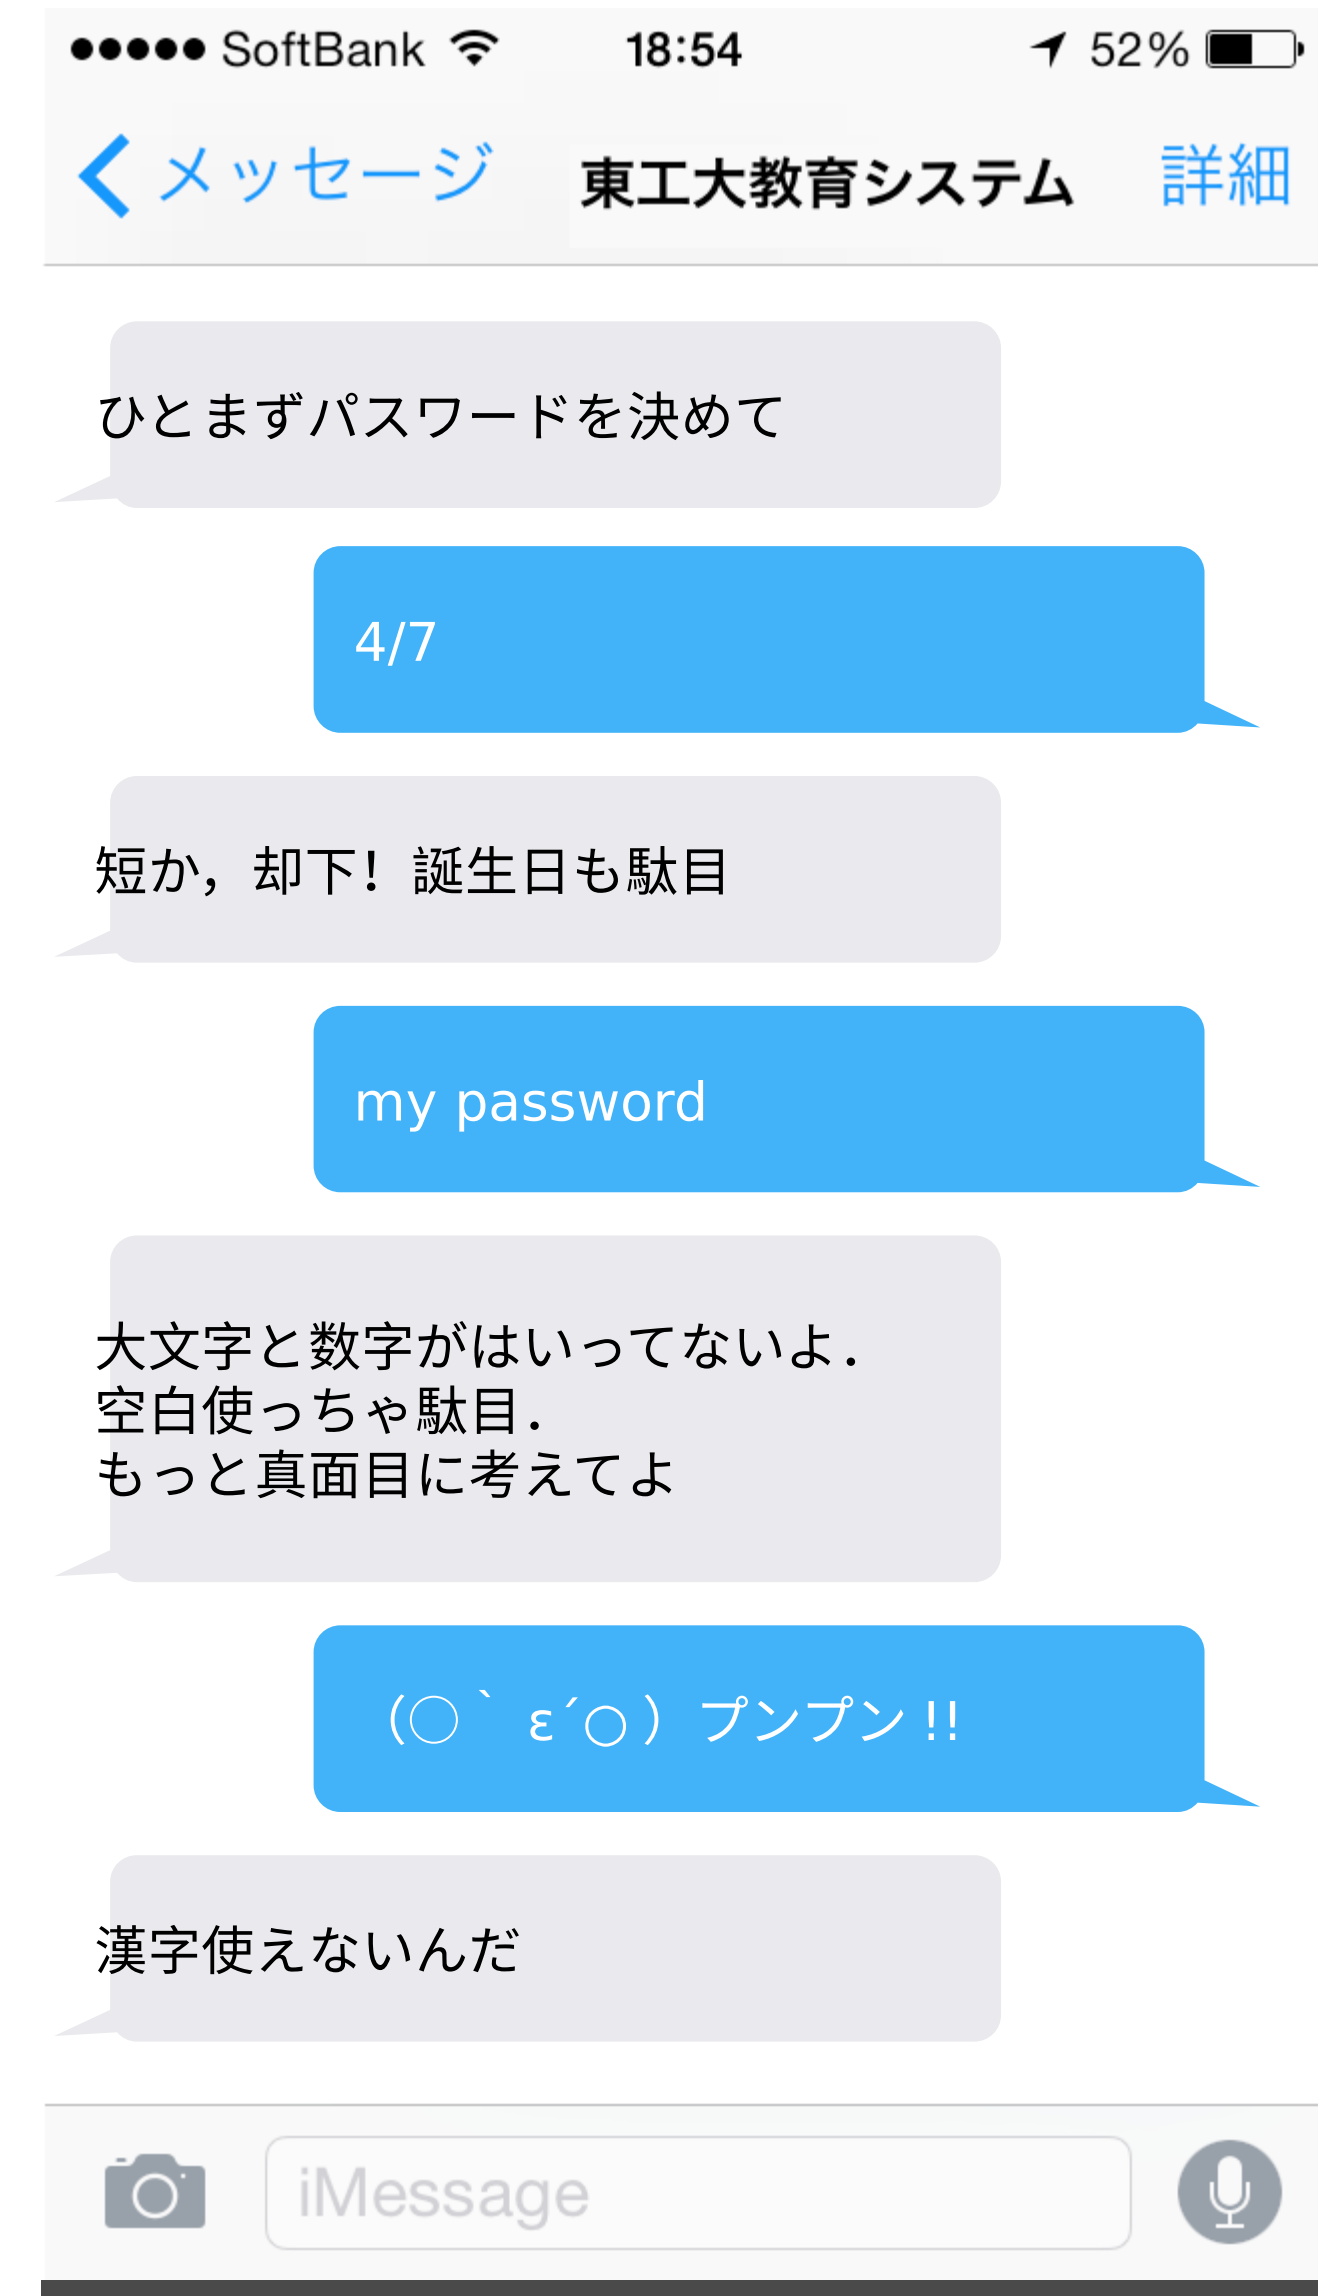 SoftBank 18:54 52%
メッセージ 東工大教育システム 詳細
ひとまずパスワードを決めて
4/7
短か，却下！誕生日も駄目
my password
大文字と数字がはいってないよ．
空白使っちゃ駄目．
もっと真面目に考えてよ
（◯｀ε´○）プンプン!!
漢字使えないんだ
iMessage